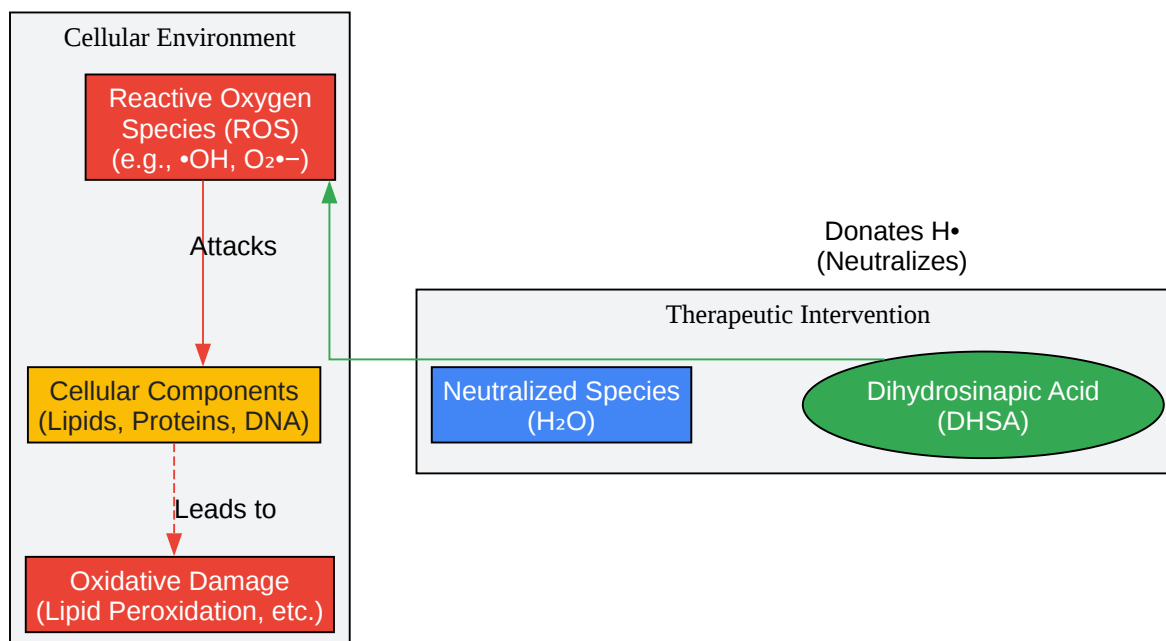 Cellular Environment
Reactive Oxygen
Species (ROS)
(e.g., •OH, O₂•−)
Attacks
Cellular Components
(Lipids, Proteins, DNA)
Leads to
Oxidative Damage
(Lipid Peroxidation, etc.)
Donates H•
(Neutralizes)
Therapeutic Intervention
Neutralized Species
(H₂O)
Dihydrosinapic Acid
(DHSA)